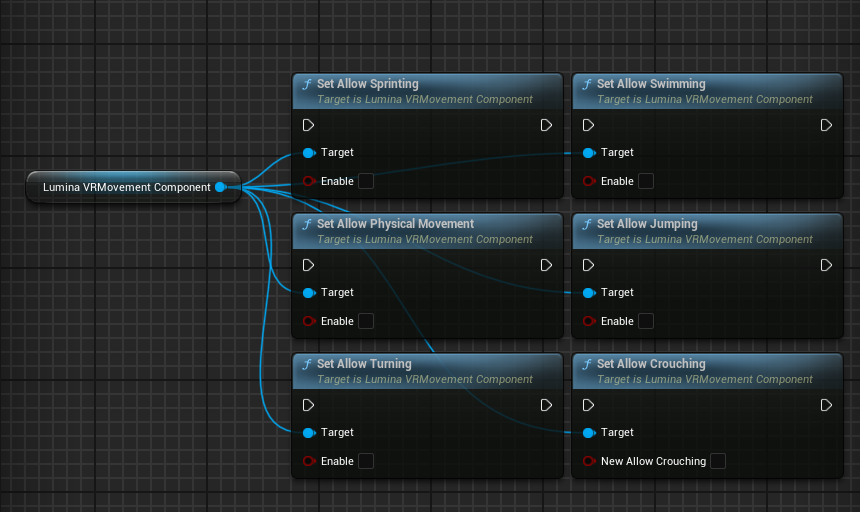 Lumina VRMovement Component
Set Allow Sprinting
Target is Lumina VRMovement Component
Target
Enable
Set Allow Swimming
Target is Lumina VRMovement Component
Target
Enable
Set Allow Physical Movement
Target is Lumina VRMovement Component
Target
Enable
Set Allow Jumping
Target is Lumina VRMovement Component
Target
Enable
Set Allow Turning
Target is Lumina VRMovement Component
Target
Enable
Set Allow Crouching
Target is Lumina VRMovement Component
Target
New Allow Crouching